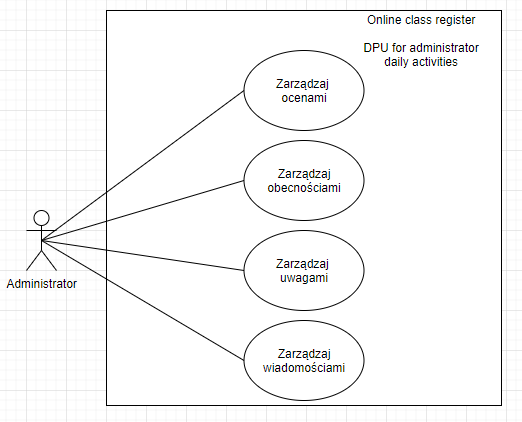 Online class register
DPU for administrator
daily activities
Zarządzaj
ocenami
Zarządzaj
obecnościami
Zarządzaj
uwagami
Zarządzaj
wiadomościami
Administrator